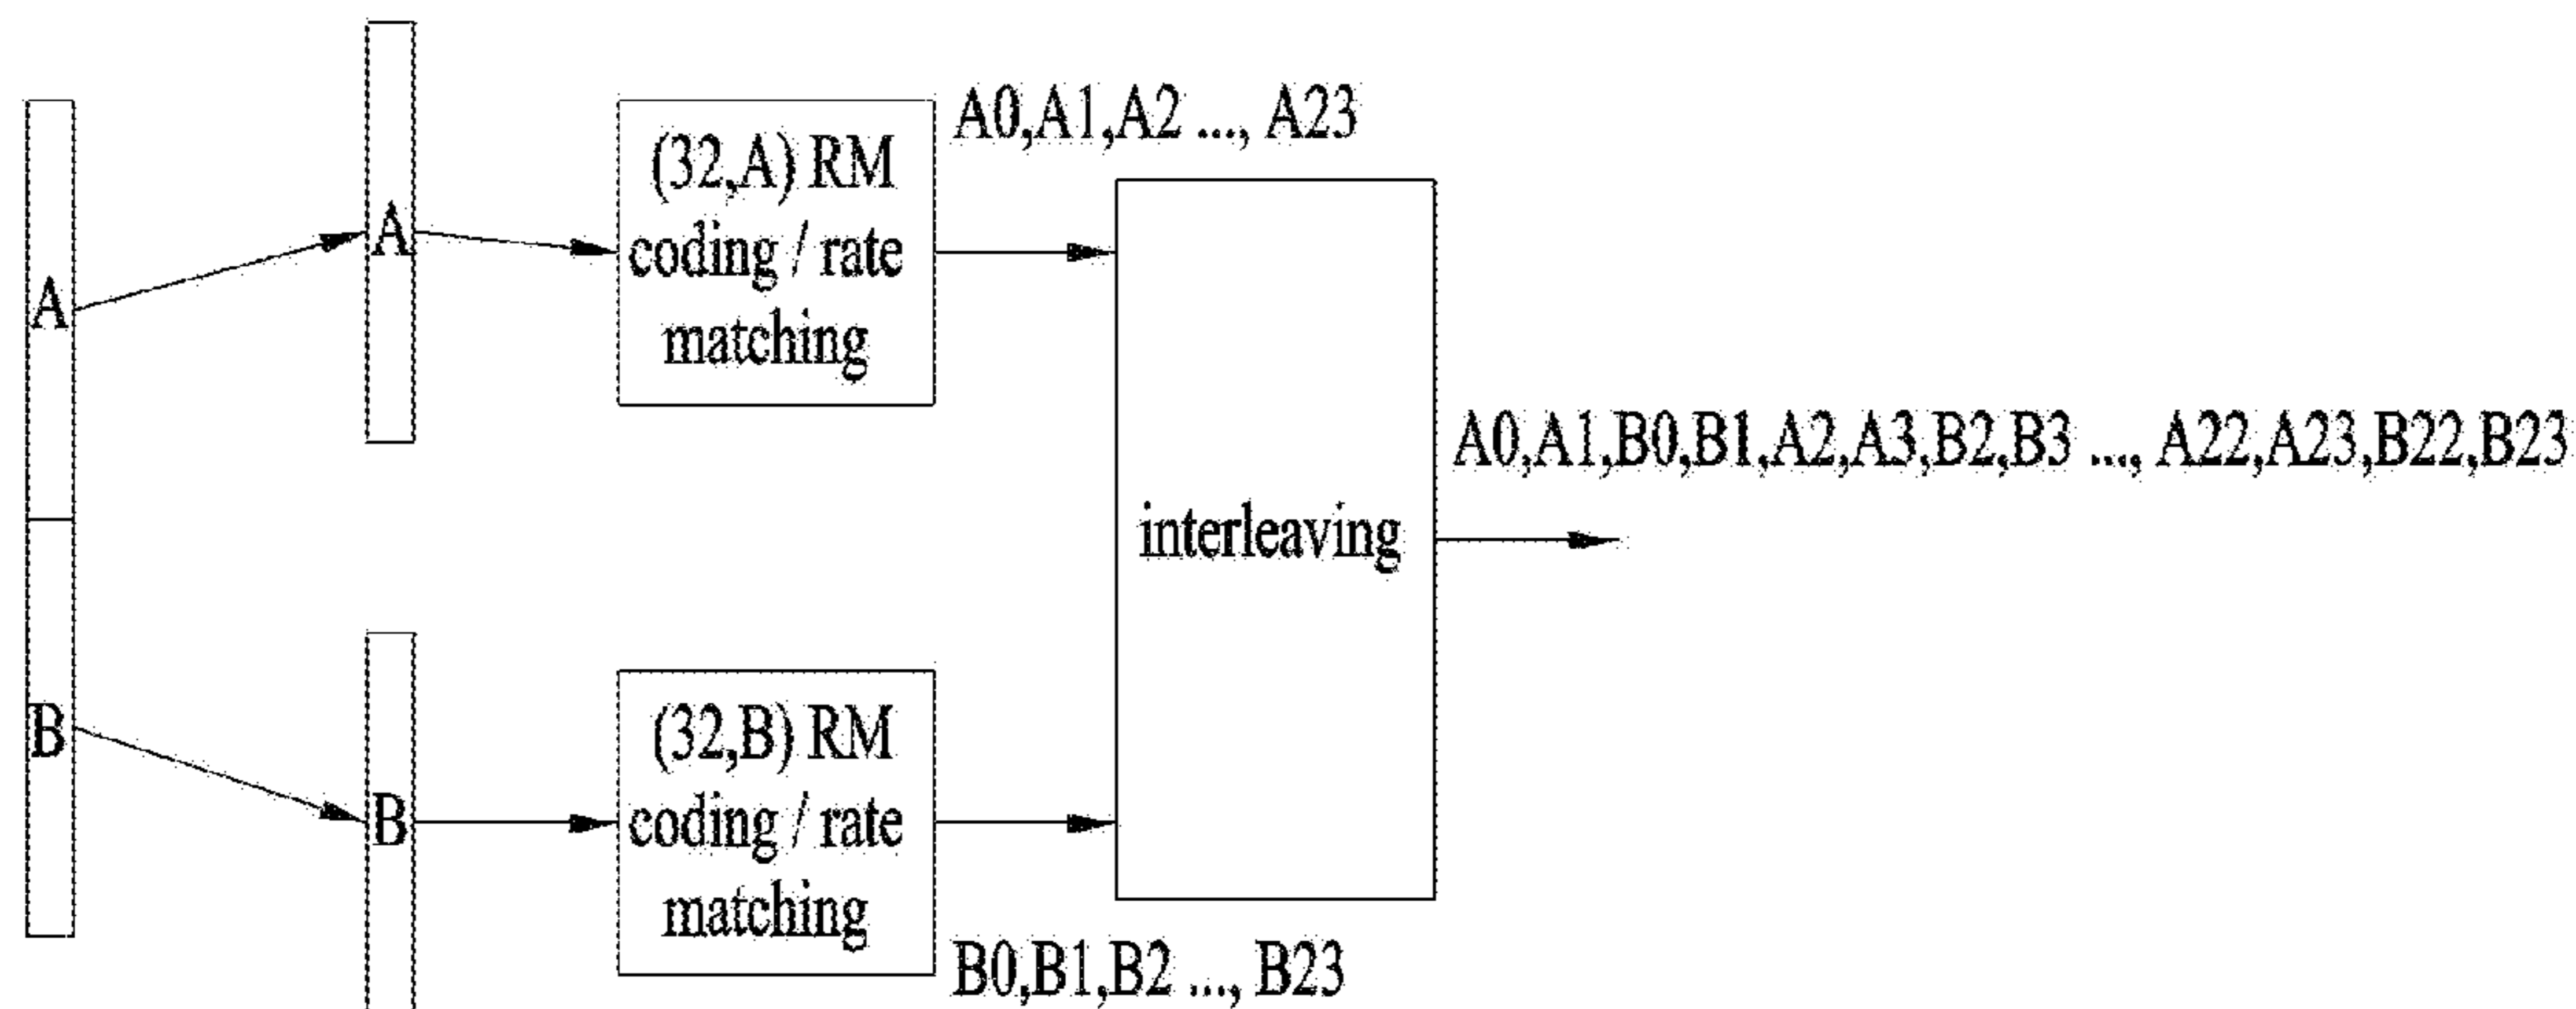 A
B
A
B
(32,A) RM
coding / rate
matching
A0,A1,A2 ..., A23
(32,B) RM
coding / rate
matching
B0,B1,B2 ..., B23
interleaving
A0,A1,B0,B1,A2,A3,B2,B3 ..., A22,A23,B22,B23